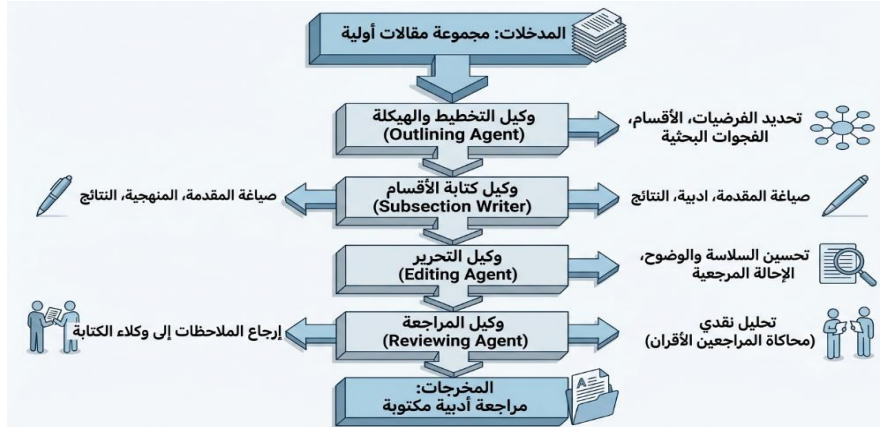 المدخلات: مجموعة مقالات أولية
وكيل التخطيط والهيكلة
(Outlining Agent)
تحديد الفرضيات، الأقسام،
الفجوات البحثية
وكيل كتابة الأقسام
(Subsection Writer)
صياغة المقدمة، ادبية، النتائج
صياغة المقدمة، المنهجية، النتائج
وكيل التحرير
(Editing Agent)
تحسين السلاسة والوضوح،
الإحالة المرجعية
وكيل المراجعة
(Reviewing Agent)
تحليل نقدي
(محاكاة المراجعين الأقران)
إرجاع الملاحظات إلى وكلاء الكتابة
المخرجات:
مراجعة أدبية مكتوبة
A